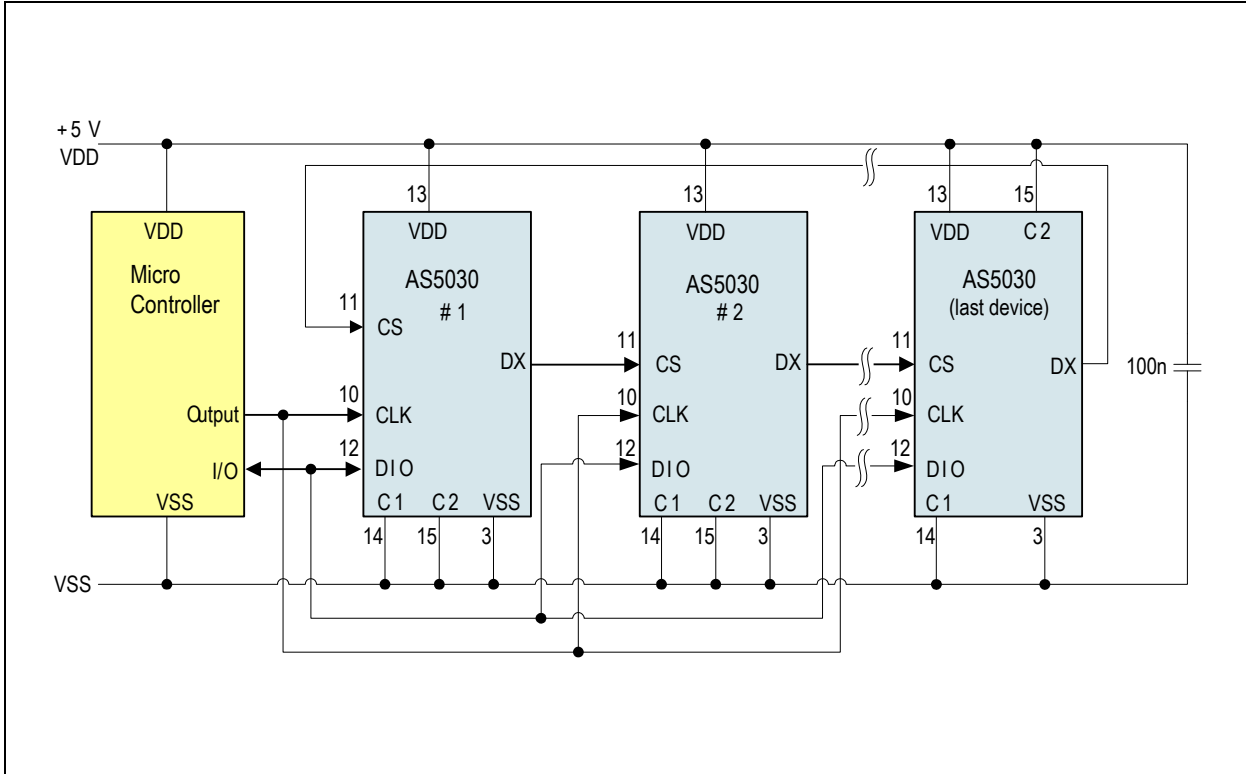 +5 V
VDD
13
13
13
15
VDD
Micro
Controller
Output
I/O
VSS
VDD
AS5030
# 1
11
CS
DX
10
CLK
12
DIO
C1 C2 VSS
14 15 3
VDD
AS5030
# 2
11
CS
DX
10
CLK
12
DIO
C1 C2 VSS
14 15 3
VDD C2
AS5030
(last device)
11
CS
DX
10
CLK
12
DIO
C1 VSS
14 3
100n
VSS